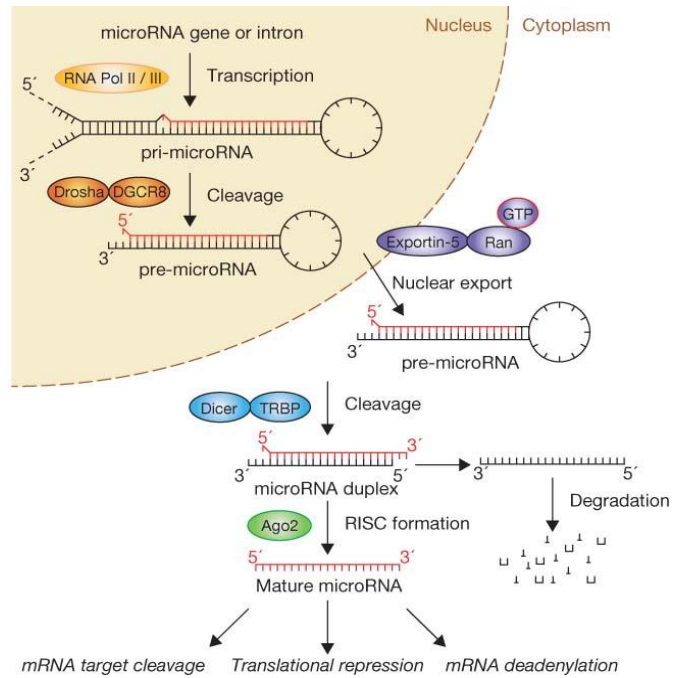 microRNA gene or intron
Nucleus
Cytoplasm
RNA Pol II / III
Transcription
5´
3´
pri-microRNA
Drosha
DGCR8
Cleavage
5´
3´
pre-microRNA
GTP
Exportin-5
Ran
Nuclear export
5´
3´
pre-microRNA
Dicer
TRBP
Cleavage
5´
3´
3´
5´
microRNA duplex
3´
5´
Degradation
Ago2
RISC formation
5´
3´
Mature microRNA
mRNA target cleavage
Translational repression
mRNA deadenylation